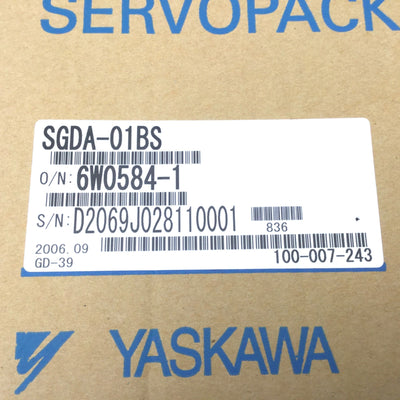 SERVOPACK
SGDA-01BS
O/N: 6W0584-1
S/N: D2069J028110001 836
2006.09
GD-39 100-007-243
YASKAWA